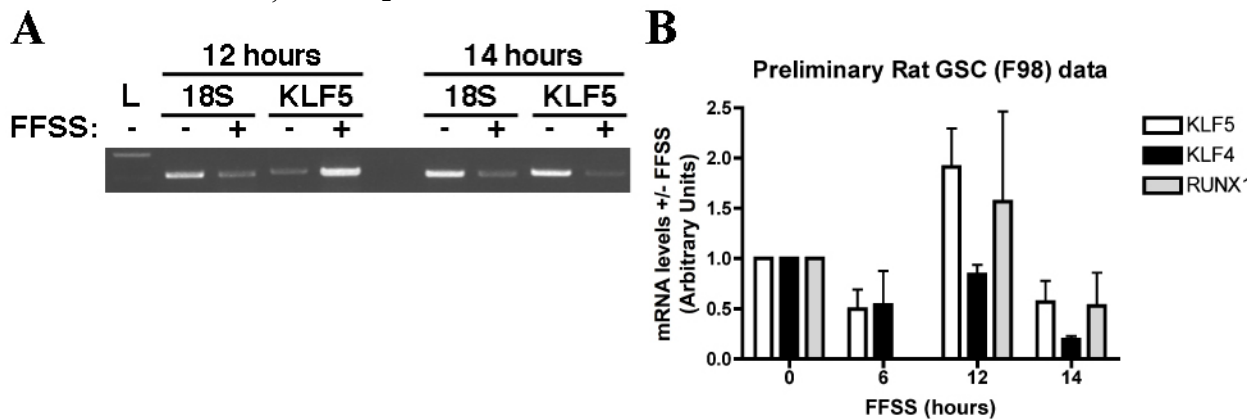 A
12 hours
14 hours
L
18S
KLF5
18S
KLF5
FFSS:
-
-
+
-
+
-
+
-
+
B
Preliminary Rat GSC (F98) data
mRNA levels +/- FFSS
(Arbitrary Units)
2.5
2.0
1.5
1.0
0.5
0.0
0
6
12
14
FFSS (hours)
KLF5
KLF4
RUNX1